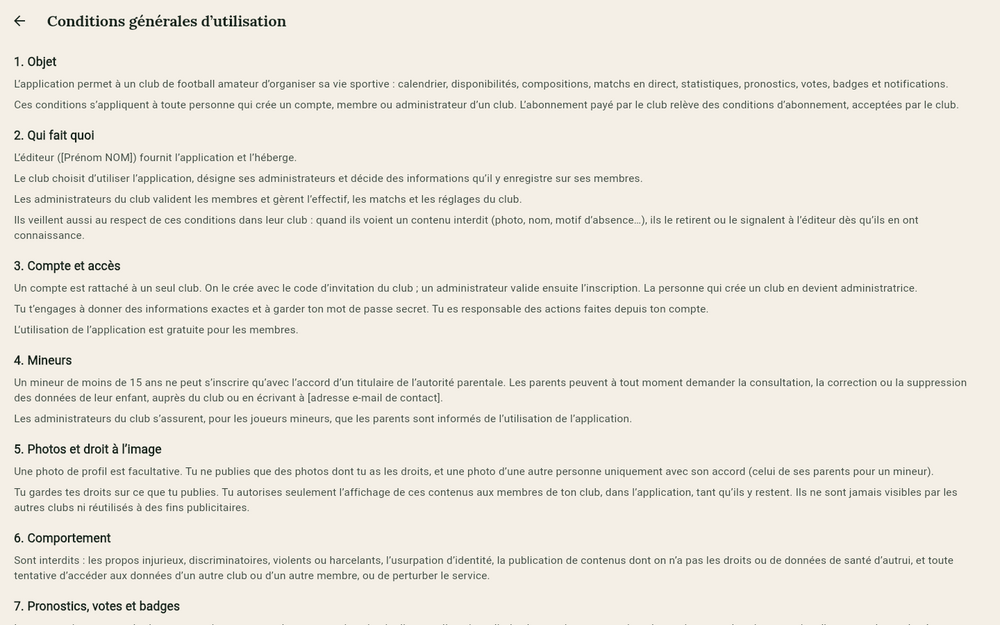 Conditions générales d’utilisation
1. Objet
L’application permet à un club de football amateur d’organiser sa vie sportive : calendrier, disponibilités, compositions, matchs en direct, statistiques, pronostics, votes, badges et notifications.
Ces conditions s’appliquent à toute personne qui crée un compte, membre ou administrateur d’un club. L’abonnement payé par le club relève des conditions d’abonnement, acceptées par le club.
2. Qui fait quoi
L’éditeur ([Prénom NOM]) fournit l’application et l’héberge.
Le club choisit d’utiliser l’application, désigne ses administrateurs et décide des informations qu’il y enregistre sur ses membres.
Les administrateurs du club valident les membres et gèrent l’effectif, les matchs et les réglages du club.
Ils veillent aussi au respect de ces conditions dans leur club : quand ils voient un contenu interdit (photo, nom, motif d’absence…), ils le retirent ou le signalent à l’éditeur dès qu’ils en ont
connaissance.
3. Compte et accès
Un compte est rattaché à un seul club. On le crée avec le code d’invitation du club ; un administrateur valide ensuite l’inscription. La personne qui crée un club en devient administratrice.
Tu t’engages à donner des informations exactes et à garder ton mot de passe secret. Tu es responsable des actions faites depuis ton compte.
L’utilisation de l’application est gratuite pour les membres.
4. Mineurs
Un mineur de moins de 15 ans ne peut s’inscrire qu’avec l’accord d’un titulaire de l’autorité parentale. Les parents peuvent à tout moment demander la consultation, la correction ou la suppression
des données de leur enfant, auprès du club ou en écrivant à [adresse e-mail de contact].
Les administrateurs du club s’assurent, pour les joueurs mineurs, que les parents sont informés de l’utilisation de l’application.
5. Photos et droit à l’image
Une photo de profil est facultative. Tu ne publies que des photos dont tu as les droits, et une photo d’une autre personne uniquement avec son accord (celui de ses parents pour un mineur).
Tu gardes tes droits sur ce que tu publies. Tu autorises seulement l’affichage de ces contenus aux membres de ton club, dans l’application, tant qu’ils y restent. Ils ne sont jamais visibles par les
autres clubs ni réutilisés à des fins publicitaires.
6. Comportement
Sont interdits : les propos injurieux, discriminatoires, violents ou harcelants, l’usurpation d’identité, la publication de contenus dont on n’a pas les droits ou de données de santé d’autrui, et toute
tentative d’accéder aux données d’un autre club ou d’un autre membre, ou de perturber le service.
7. Pronostics, votes et badges